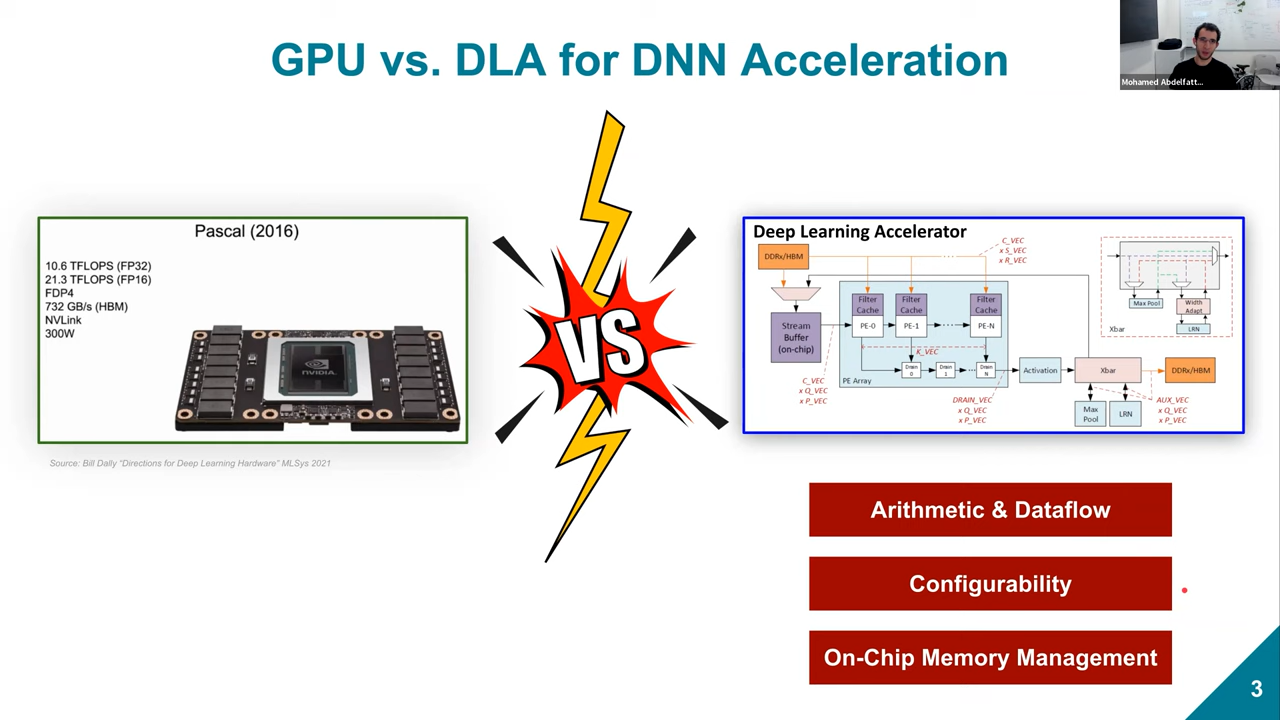 GPU vs. DLA for DNN Acceleration
Mohamed Abdelfatt...
Pascal (2016)
10.6 TFLOPS (FP32)
21.3 TFLOPS (FP16)
FDP4
732 GB/s (HBM)
NVLink
300W
NVIDIA.
Source: Bill Dally “Directions for Deep Learning Hardware” MLSys 2021
VS
Deep Learning Accelerator
DDRx/HBM
C_VEC
x S_VEC
x R_VEC
Stream
Buffer
(on-chip)
Filter
Cache
PE-0
Filter
Cache
PE-1
Filter
Cache
PE-N
K_VEC
Drain
0
Drain
1
Drain
N
PE Array
C_VEC
x Q_VEC
x P_VEC
DRAIN_VEC
x Q_VEC
x P_VEC
Activation
Xbar
DDRx/HBM
Max
Pool
LRN
AUX_VEC
x Q_VEC
x P_VEC
Max Pool
Width
Adapt
LRN
Xbar
Arithmetic & Dataflow
Configurability
On-Chip Memory Management
3